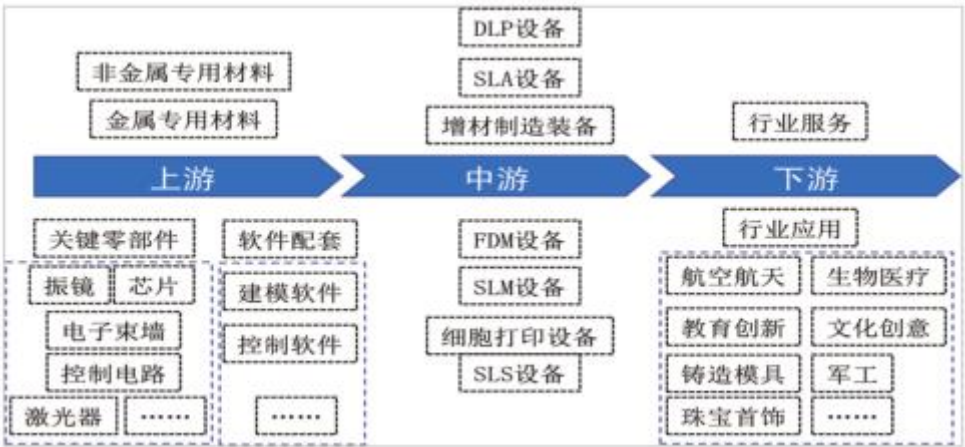 DLP设备
非金属专用材料 SLA设备
金属专用材料 增材制造装备 行业服务
上游 中游 下游
关键零部件 软件配套 FDM设备 行业应用
振镜 芯片 建模软件 SLM设备 航空航天 生物医疗
电子束墙 控制软件 细胞打印设备 教育创新 文化创意
控制电路 SLS设备 铸造模具 军工
激光器 …… …… 珠宝首饰 ……